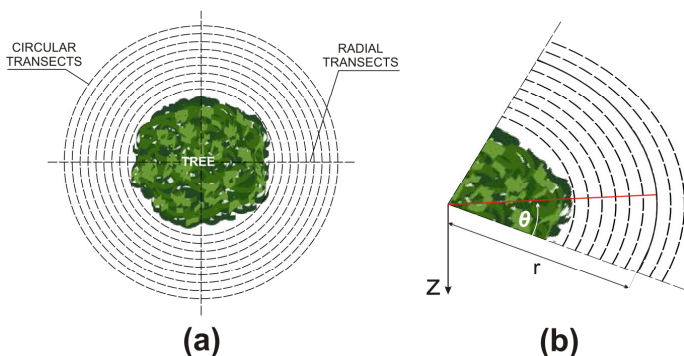 CIRCULAR
TRANSECTS
RADIAL
TRANSECTS
TREE
θ
r
Z
(a)
(b)